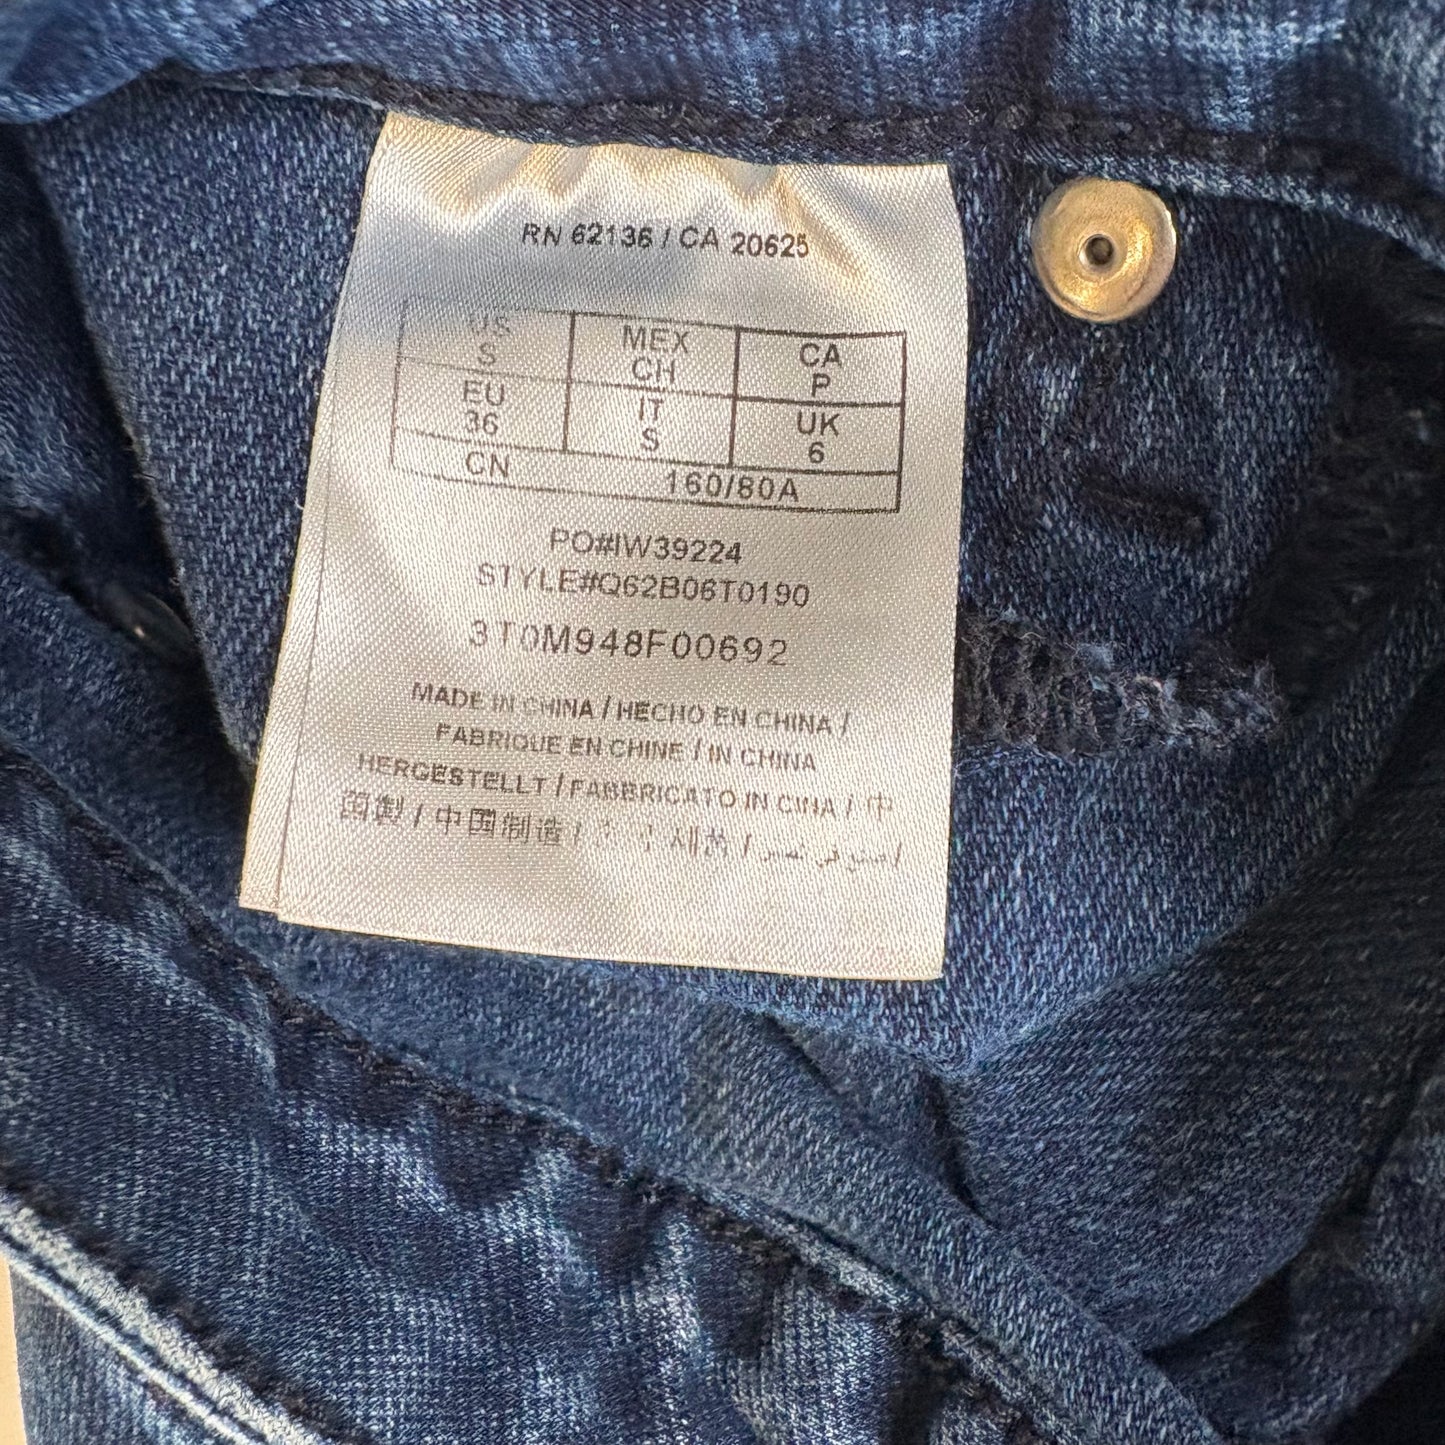 RN 62136 / CA 20625
US MEX CA
S CH P
EU IT UK
36 S 6
CN 160/80A
PO#IW39224
STYLE#Q62B06T0190
3T0M948F00692
MADE IN CHINA / HECHO EN CHINA /
FABRIQUE EN CHINE / IN CHINA
HERGESTELLT / FABBRICATO IN CINA / 中
国製 / 中国制造 /